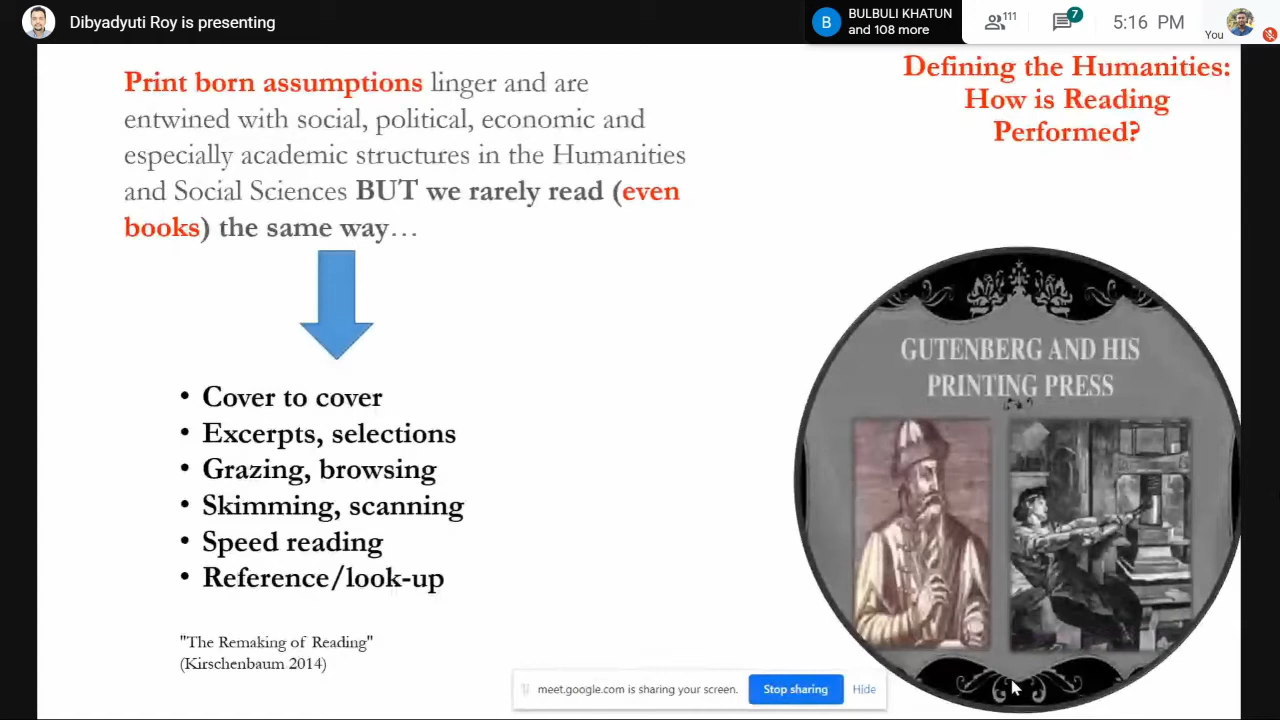 Dibyadyuti Roy is presenting
B
BULBULI KHATUN
and 108 more
111
7
5:16 PM
You
Print born assumptions linger and are
entwined with social, political, economic and
especially academic structures in the Humanities
and Social Sciences BUT we rarely read (even
books) the same way…
Defining the Humanities:
How is Reading
Performed?
• Cover to cover
• Excerpts, selections
• Grazing, browsing
• Skimming, scanning
• Speed reading
• Reference/look-up
"The Remaking of Reading"
(Kirschenbaum 2014)
GUTENBERG AND HIS
PRINTING PRESS
meet.google.com is sharing your screen.
Stop sharing
Hide